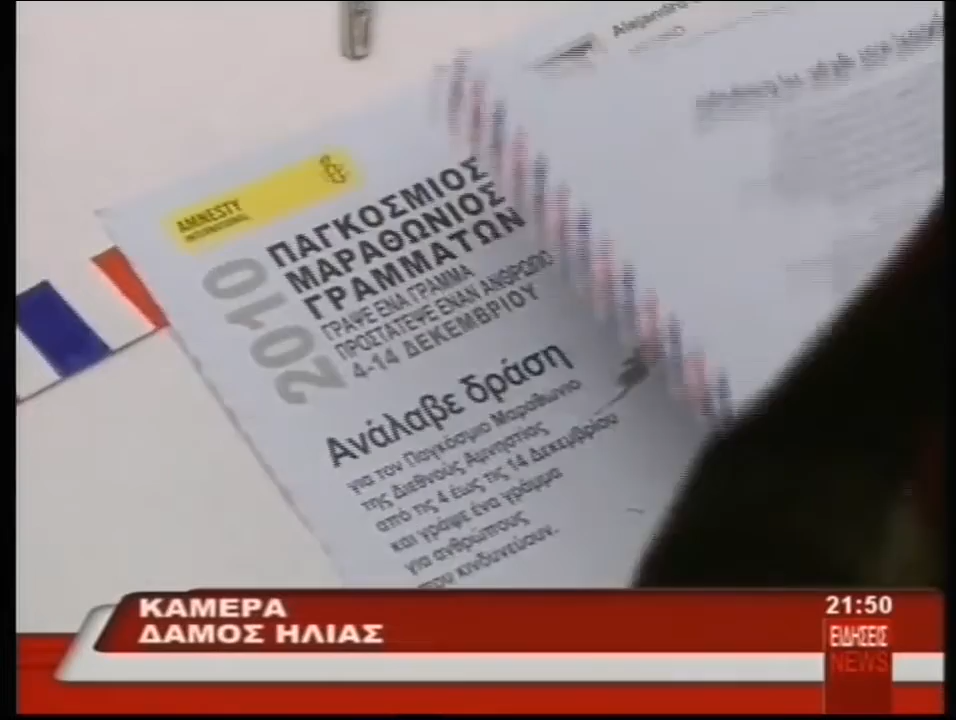 AMNESTY
INTERNATIONAL
2010
ΠΑΓΚΟΣΜΙΟΣ
ΜΑΡΑΘΩΝΙΟΣ
ΓΡΑΜΜΑΤΩΝ
ΓΡΑΨΕ ΕΝΑ ΓΡΑΜΜΑ
ΠΡΟΣΤΑΤΕΨΕ ΕΝΑΝ ΑΝΘΡΩΠΟ
4-14 ΔΕΚΕΜΒΡΙΟΥ
Ανάλαβε δράση
για τον Παγκόσμιο Μαραθώνιο
της Διεθνούς Αμνηστίας
από τις 4 έως τις 14 Δεκεμβρίου
και γράψε ένα γράμμα
για ανθρώπους
που κινδυνεύουν.
ΚΑΜΕΡΑ
ΔΑΜΟΣ ΗΛΙΑΣ
21:50
ΕΙΔΗΣΕΙΣ
NEWS